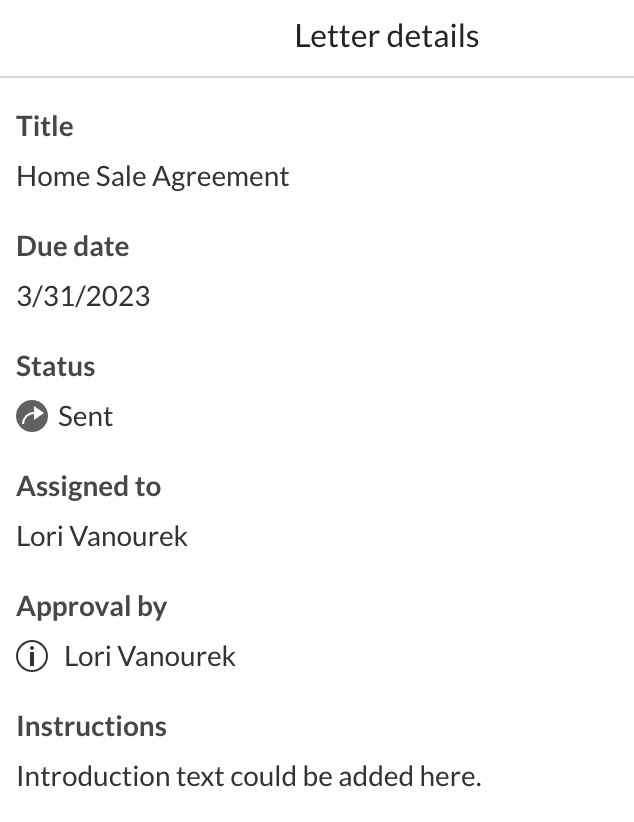 Letter details
Title
Home Sale Agreement
Due date
3/31/2023
Status
Sent
Assigned to
Lori Vanourek
Approval by
Lori Vanourek
Instructions
Introduction text could be added here.